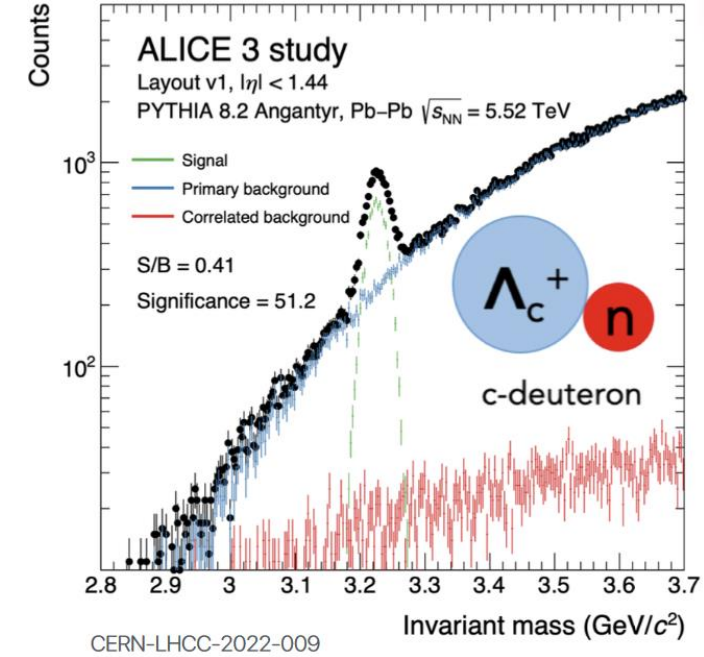 Counts
ALICE 3 study
Layout v1, |η| < 1.44
PYTHIA 8.2 Angantyr, Pb–Pb √sNN = 5.52 TeV
Signal
Primary background
Correlated background
S/B = 0.41
Significance = 51.2
10³
10²
Λc+
n
c-deuteron
2.8 2.9 3 3.1 3.2 3.3 3.4 3.5 3.6 3.7
Invariant mass (GeV/c²)
CERN-LHCC-2022-009